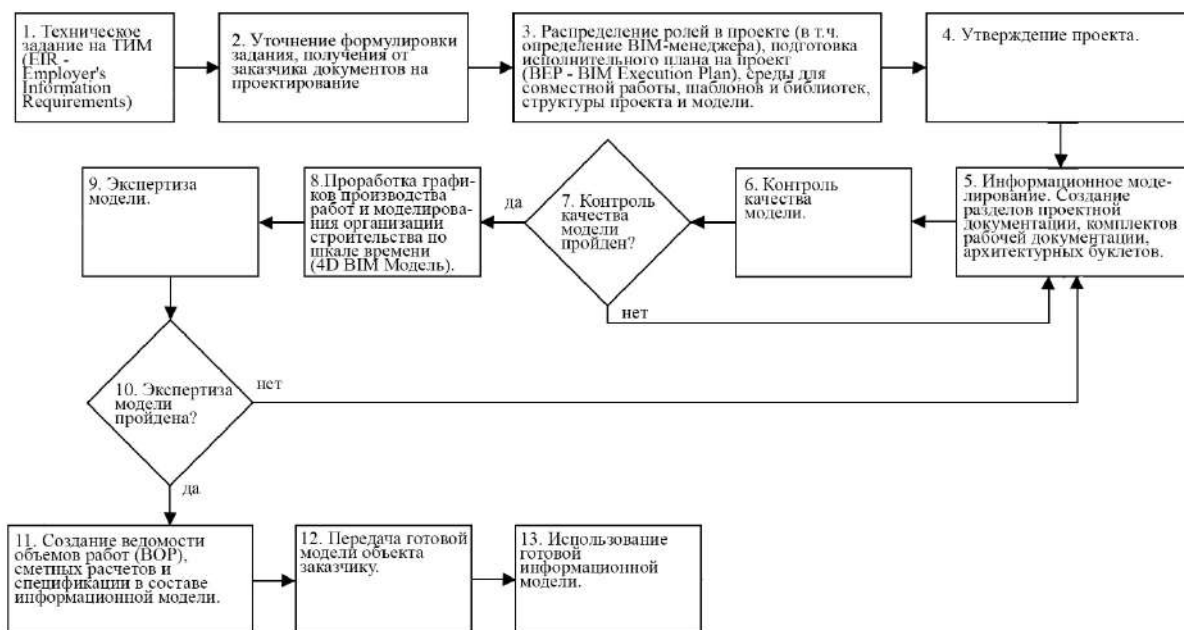 1. Техническое
задание на ТИМ
(EIR -
Employer's
Information
Requirements)
2. Уточнение формулировки
задания, получения от
заказчика документов на
проектирование
3. Распределение ролей в проекте (в т.ч.
определение BIM-менеджера), подготовка
исполнительного плана на проект
(BEP - BIM Execution Plan), среды для
совместной работы, шаблонов и библиотек,
структуры проекта и модели.
4. Утверждение проекта.
5. Информационное мо-
делирование. Создание
разделов проектной
документации, комплектов
рабочей документации,
архитектурных буклетов.
6. Контроль
качества
модели.
7. Контроль
качества
модели
пройден?
да
нет
8.Проработка графи-
ков производства
работ и моделирова-
ния организации
строительства по
шкале времени
(4D BIM Модель).
9. Экспертиза
модели.
10. Экспертиза
модели
пройдена?
нет
да
11. Создание ведомости
объемов работ (ВОР),
сметных расчетов и
спецификации в составе
информационной модели.
12. Передача готовой
модели объекта
заказчику.
13. Использование
готовой
информационной
модели.